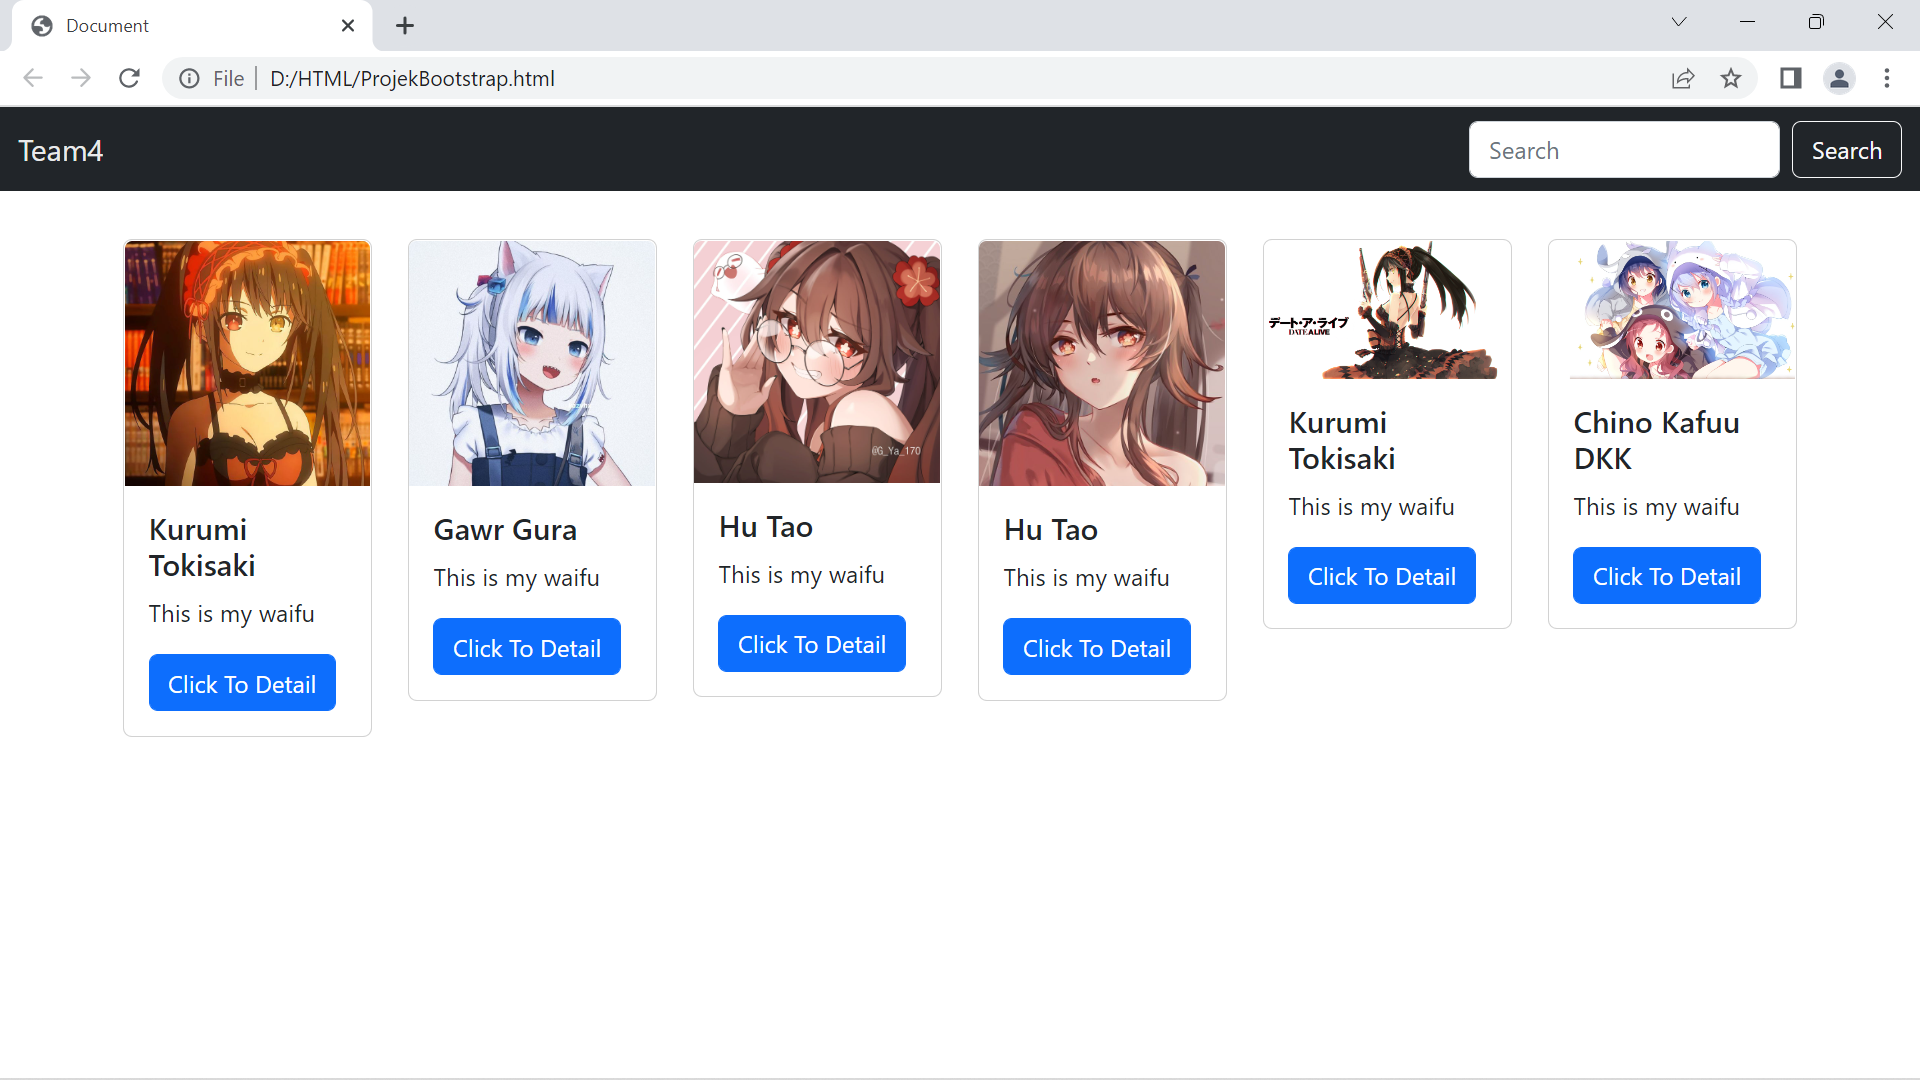 Document
File
D:/HTML/ProjekBootstrap.html
Team4
Search
Search
@G_Ya_170
デート・ア・ライブ
DATE A LIVE
Kurumi
Tokisaki
This is my waifu
Click To Detail
Gawr Gura
This is my waifu
Click To Detail
Hu Tao
This is my waifu
Click To Detail
Hu Tao
This is my waifu
Click To Detail
Kurumi
Tokisaki
This is my waifu
Click To Detail
Chino Kafuu
DKK
This is my waifu
Click To Detail